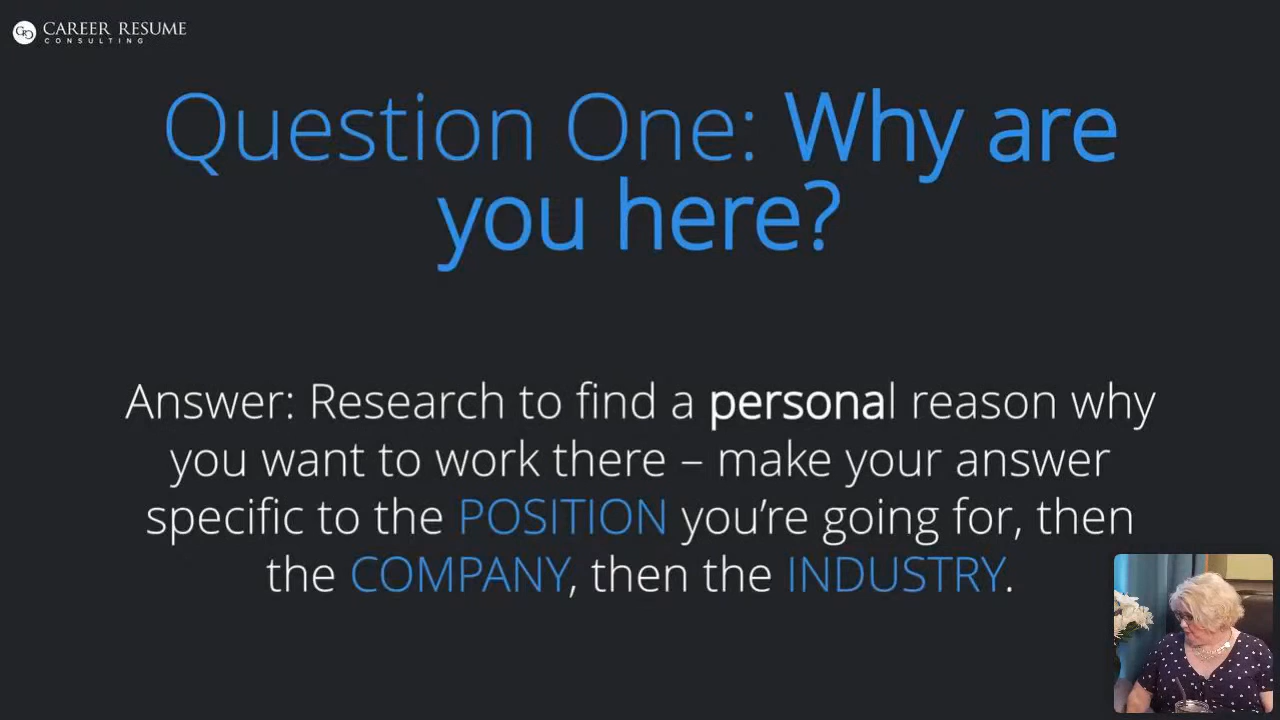 CAREER RESUME
CONSULTING
Question One: Why are
you here?
Answer: Research to find a personal reason why
you want to work there – make your answer
specific to the POSITION you’re going for, then
the COMPANY, then the INDUSTRY.